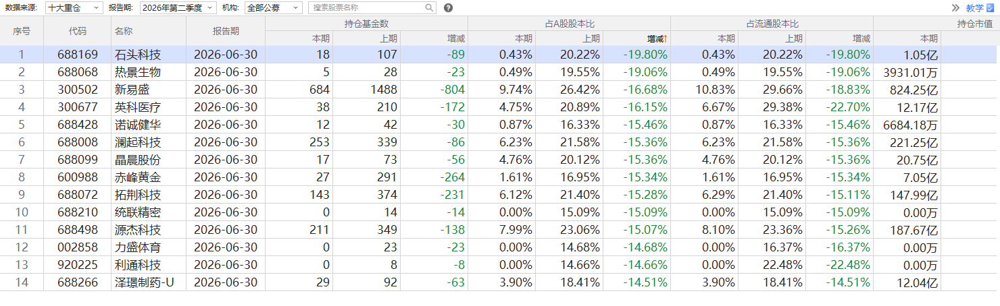 数据来源: 十大重仓 报告期: 2026年第二季度 机构: 全部公募 搜索股票名称 ? 教学
序号 代码 名称 报告期 持仓基金数 占A股股本比 占流通股本比 持仓市值
本期 上期 增减 本期 上期 增减↑ 本期 上期 增减 本期
1 688169 石头科技 2026-06-30 18 107 -89 0.43% 20.22% -19.80% 0.43% 20.22% -19.80% 1.05亿
2 688068 热景生物 2026-06-30 5 28 -23 0.49% 19.55% -19.06% 0.49% 19.55% -19.06% 3931.01万
3 300502 新易盛 2026-06-30 684 1488 -804 9.74% 26.42% -16.68% 10.83% 29.66% -18.83% 824.25亿
4 300677 英科医疗 2026-06-30 38 210 -172 4.75% 20.89% -16.15% 6.67% 29.38% -22.70% 12.17亿
5 688428 诺诚健华 2026-06-30 12 42 -30 0.87% 16.33% -15.46% 0.87% 16.33% -15.46% 6684.18万
6 688008 澜起科技 2026-06-30 253 339 -86 6.23% 21.58% -15.36% 6.23% 21.58% -15.36% 221.25亿
7 688099 晶晨股份 2026-06-30 17 73 -56 4.76% 20.12% -15.36% 4.76% 20.12% -15.36% 20.75亿
8 600988 赤峰黄金 2026-06-30 27 291 -264 1.61% 16.95% -15.34% 1.61% 16.95% -15.34% 7.05亿
9 688072 拓荆科技 2026-06-30 143 374 -231 6.12% 21.40% -15.28% 6.29% 21.40% -15.11% 147.99亿
10 688210 统联精密 2026-06-30 0 14 -14 0.00% 15.09% -15.09% 0.00% 15.09% -15.09% 0.00万
11 688498 源杰科技 2026-06-30 211 349 -138 7.99% 23.06% -15.07% 8.10% 23.36% -15.26% 187.67亿
12 002858 力盛体育 2026-06-30 0 23 -23 0.00% 14.68% -14.68% 0.00% 16.37% -16.37% 0.00万
13 920225 利通科技 2026-06-30 0 8 -8 0.00% 14.66% -14.66% 0.00% 22.48% -22.48% 0.00万
14 688266 泽璟制药-U 2026-06-30 29 92 -63 3.90% 18.41% -14.51% 3.90% 18.41% -14.51% 12.04亿